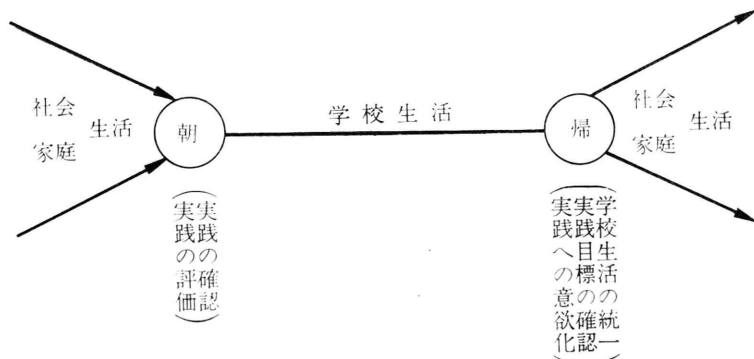 社会
家庭
生活
朝
学校生活
帰
社会
家庭
生活
(実践の確認
実践の評価)
(学校生活の統一
実践目標の確認
実践への意欲化)